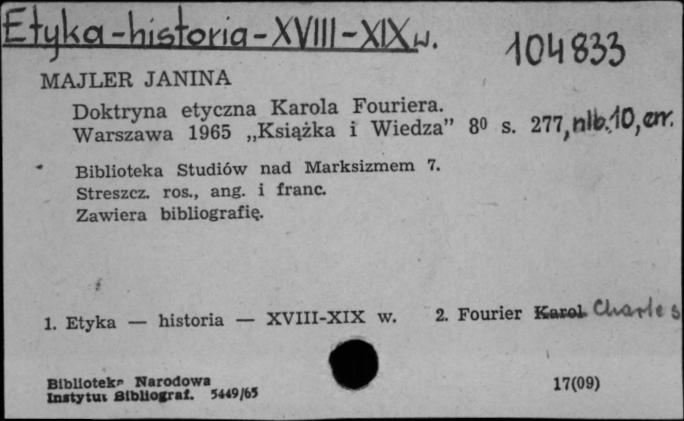 Etyka-historia-XVIII-XIX w.
104833
MAJLER JANINA
Doktryna etyczna Karola Fouriera.
Warszawa 1965 „Książka i Wiedza” 8⁰ s. 277, nlb. 10, err.
Biblioteka Studiów nad Marksizmem 7.
Streszcz. ros., ang. i franc.
Zawiera bibliografię.
1. Etyka — historia — XVIII-XIX w. 2. Fourier Karol Charles
Biblioteka Narodowa
Instytut Bibliograf. 5449/65
17(09)